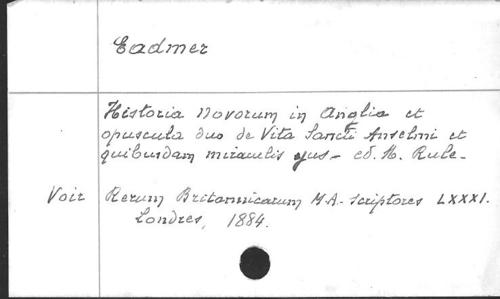 Eadmer
Historia Novorum in Anglia et
opuscula duo de Vita Sancti Anselmi et
quibusdam miraculis ejus - ed. M. Rule -
Voir Rerum Britannicarum M.A. Scriptores LXXXI.
Londres, 1884.